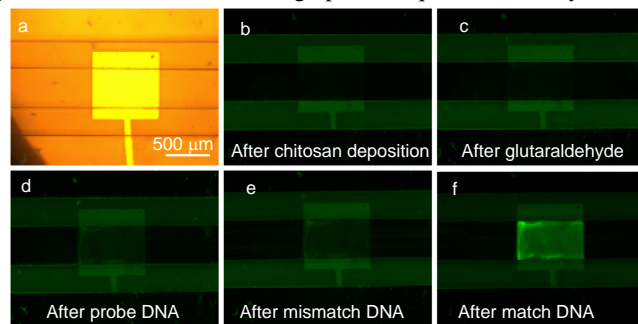 a
500 μm
b
After chitosan deposition
c
After glutaraldehyde
d
After probe DNA
e
After mismatch DNA
f
After match DNA